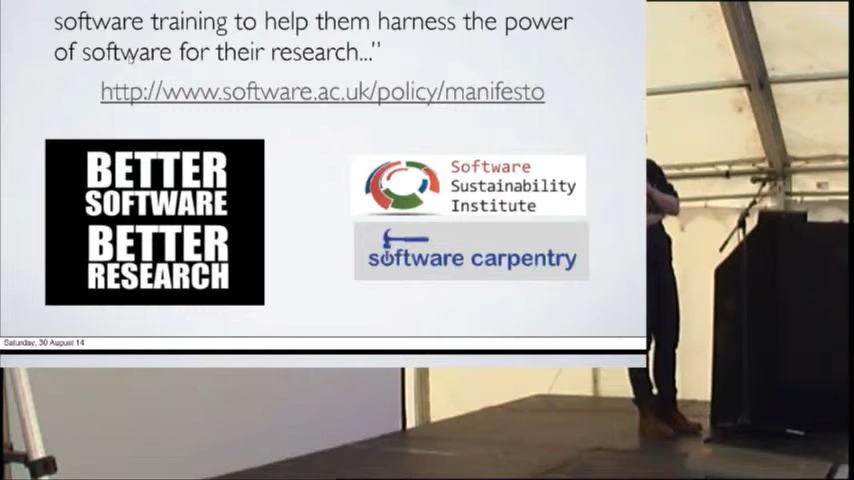 software training to help them harness the power
of software for their research...”
http://www.software.ac.uk/policy/manifesto
BETTER
SOFTWARE
BETTER
RESEARCH
Software
Sustainability
Institute
software carpentry
Saturday, 30 August 14